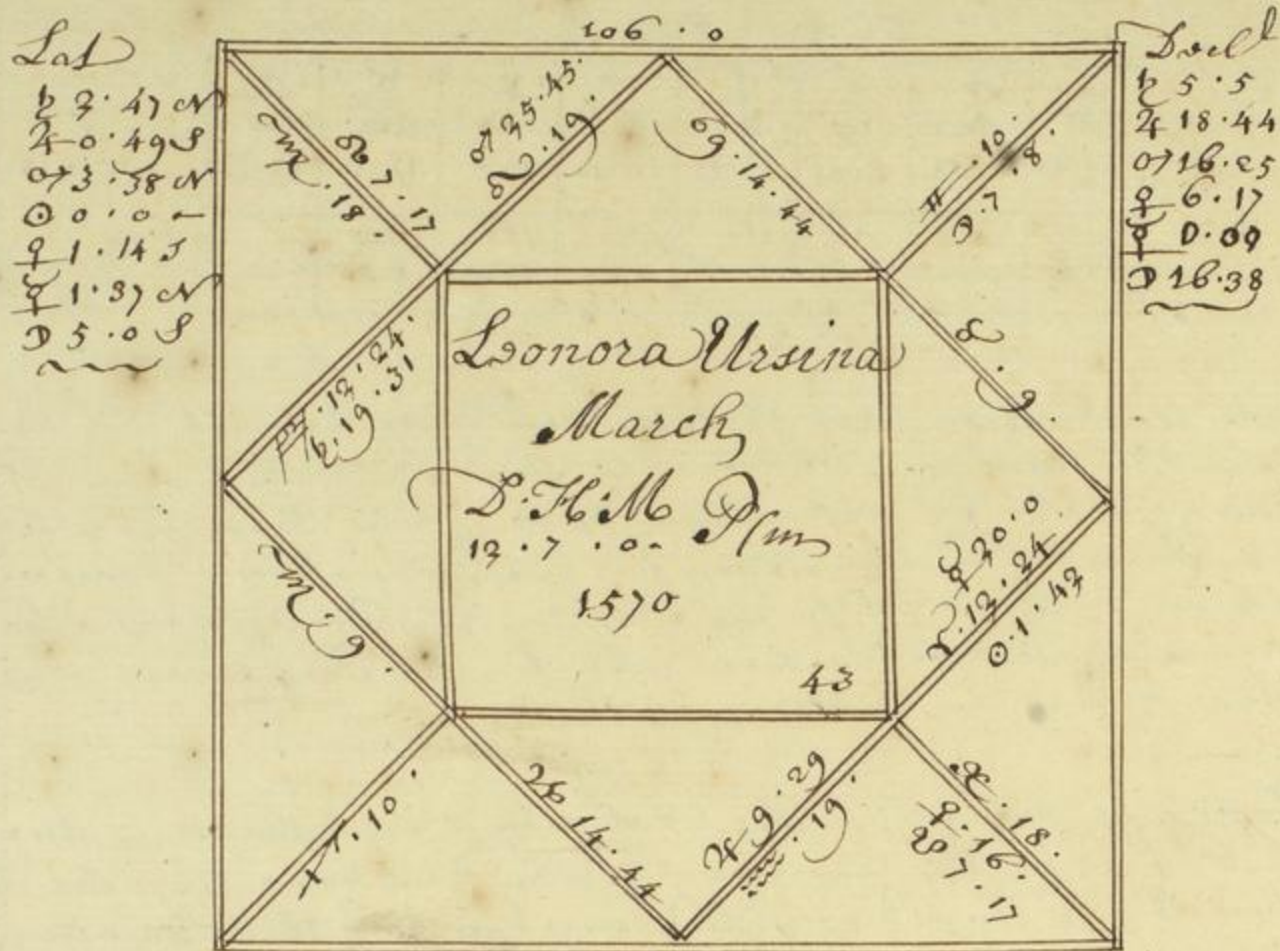 106 . 0
Lat
♄ 2 . 47 N
♃ 0 . 49 S
♂ 3 . 38 N
☉ 0 . 0 -
♀ 1 . 14 S
☿ 1 . 37 N
☽ 5 . 0 S
Decl
♄ 5 . 5
♃ 18 . 44
♂ 16 . 25
♀ 6 . 17
☿ 0 . 09
☽ 16 . 38
☊ 7 . 17
♍ . 18 .
♂ 25 . 45 .
♌ . 19 .
♋ . 14 . 44
♊ . 10 .
☽ . 7 . 8 .
♉ . 9 .
♎ . 12 . 24 .
♄ . 19 . 31
Leonora Ursina
March
D . H : M P m
12 . 7 . 0 -
1570
43
☿ 20 . 0
♈ . 12 . 24
☉ . 1 . 42
♏ . 9 .
♐ . 10 .
♑ 14 . 44
♃ 9 . 29
♒ . 19 .
♓ . 18 .
♀ . 16 .
☋ 7 . 17